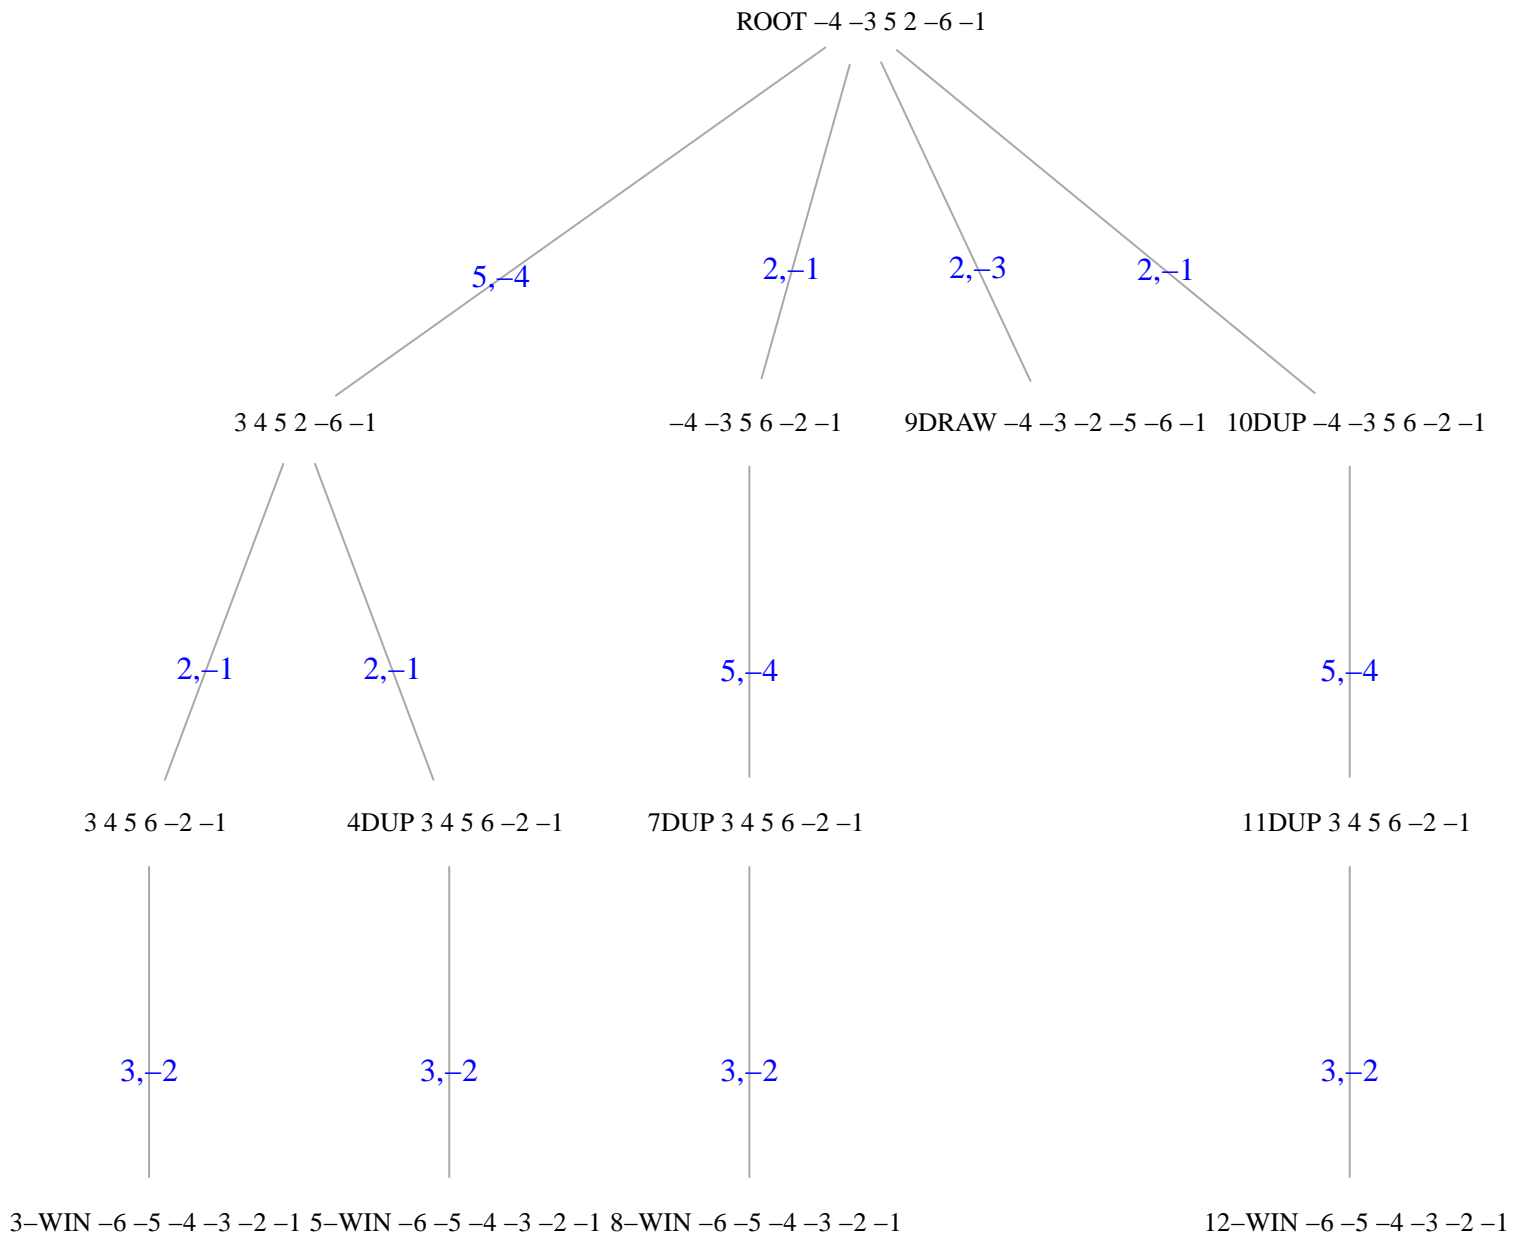 ROOT –4 –3 5 2 –6 –1
5,–4
2,–1
2,–3
2,–1
3 4 5 2 –6 –1
–4 –3 5 6 –2 –1
9DRAW –4 –3 –2 –5 –6 –1
10DUP –4 –3 5 6 –2 –1
2,–1
2,–1
5,–4
5,–4
3 4 5 6 –2 –1
4DUP 3 4 5 6 –2 –1
7DUP 3 4 5 6 –2 –1
11DUP 3 4 5 6 –2 –1
3,–2
3,–2
3,–2
3,–2
3–WIN –6 –5 –4 –3 –2 –1
5–WIN –6 –5 –4 –3 –2 –1
8–WIN –6 –5 –4 –3 –2 –1
12–WIN –6 –5 –4 –3 –2 –1